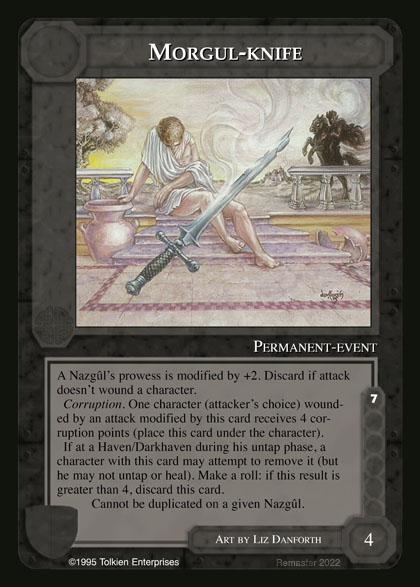 MORGUL-KNIFE
PERMANENT-EVENT
A Nazgûl's prowess is modified by +2. Discard if attack
doesn't wound a character.
Corruption. One character (attacker's choice) wound-
ed by an attack modified by this card receives 4 cor-
ruption points (place this card under the character).
If at a Haven/Darkhaven during his untap phase, a
character with this card may attempt to remove it (but
he may not untap or heal). Make a roll: if this result is
greater than 4, discard this card.
Cannot be duplicated on a given Nazgûl.
7
ART BY LIZ DANFORTH
4
©1995 Tolkien Enterprises
Remaster 2022